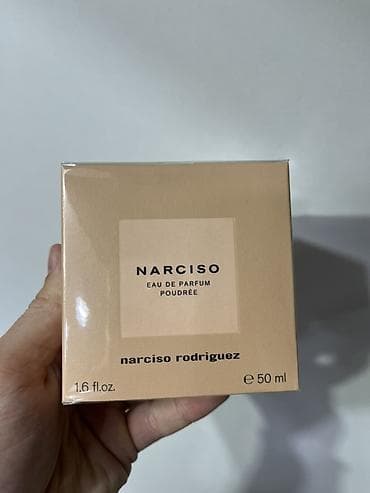 NARCISO
EAU DE PARFUM
POUDRÉE
narciso rodriguez
1.6 fl.oz. ℮ 50 ml